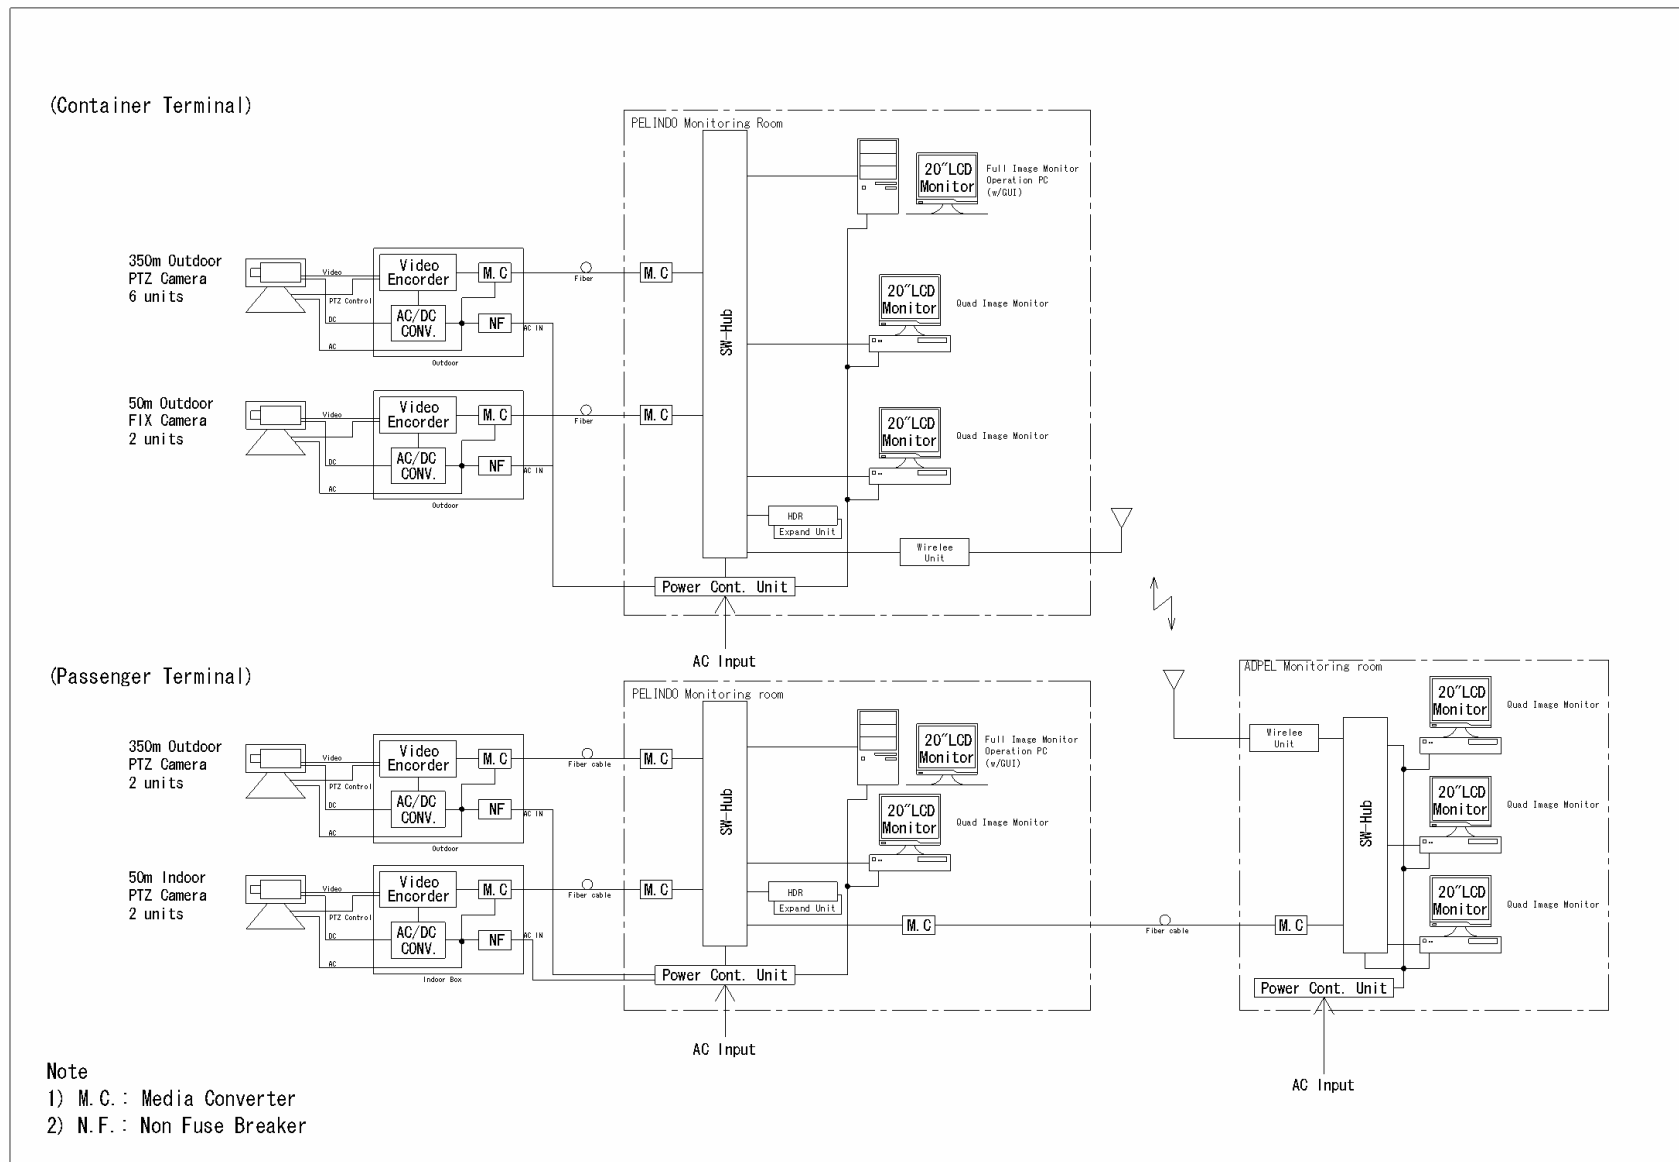 (Container Terminal)
PELINDO Monitoring Room
20"LCD
Monitor
Full Image Monitor
Operation PC
(w/GUI)
350m Outdoor
PTZ Camera
6 units
Video
PTZ Control
DC
AC
Video
Encorder
M.C
AC/DC
CONV.
NF
AC IN
Outdoor
Fiber
M.C
SW-Hub
20"LCD
Monitor
Quad Image Monitor
50m Outdoor
FIX Camera
2 units
Video
DC
AC
Video
Encorder
M.C
AC/DC
CONV.
NF
AC IN
Outdoor
Fiber
M.C
20"LCD
Monitor
Quad Image Monitor
HDR
Expand Unit
Wirelee
Unit
Power Cont. Unit
AC Input
(Passenger Terminal)
PELINDO Monitoring room
350m Outdoor
PTZ Camera
2 units
Video
PTZ Control
DC
AC
Video
Encorder
M.C
AC/DC
CONV.
NF
AC IN
Outdoor
Fiber cable
M.C
SW-Hub
20"LCD
Monitor
Full Image Monitor
Operation PC
(w/GUI)
20"LCD
Monitor
Quad Image Monitor
50m Indoor
PTZ Camera
2 units
Video
PTZ Control
DC
AC
Video
Encorder
M.C
AC/DC
CONV.
NF
AC IN
Indoor Box
Fiber cable
M.C
HDR
Expand Unit
M.C
Fiber cable
Power Cont. Unit
AC Input
ADPEL Monitoring room
Wirelee
Unit
SW-Hub
20"LCD
Monitor
Quad Image Monitor
20"LCD
Monitor
Quad Image Monitor
20"LCD
Monitor
Quad Image Monitor
M.C
Power Cont. Unit
AC Input
Note
1) M.C.: Media Converter
2) N.F.: Non Fuse Breaker